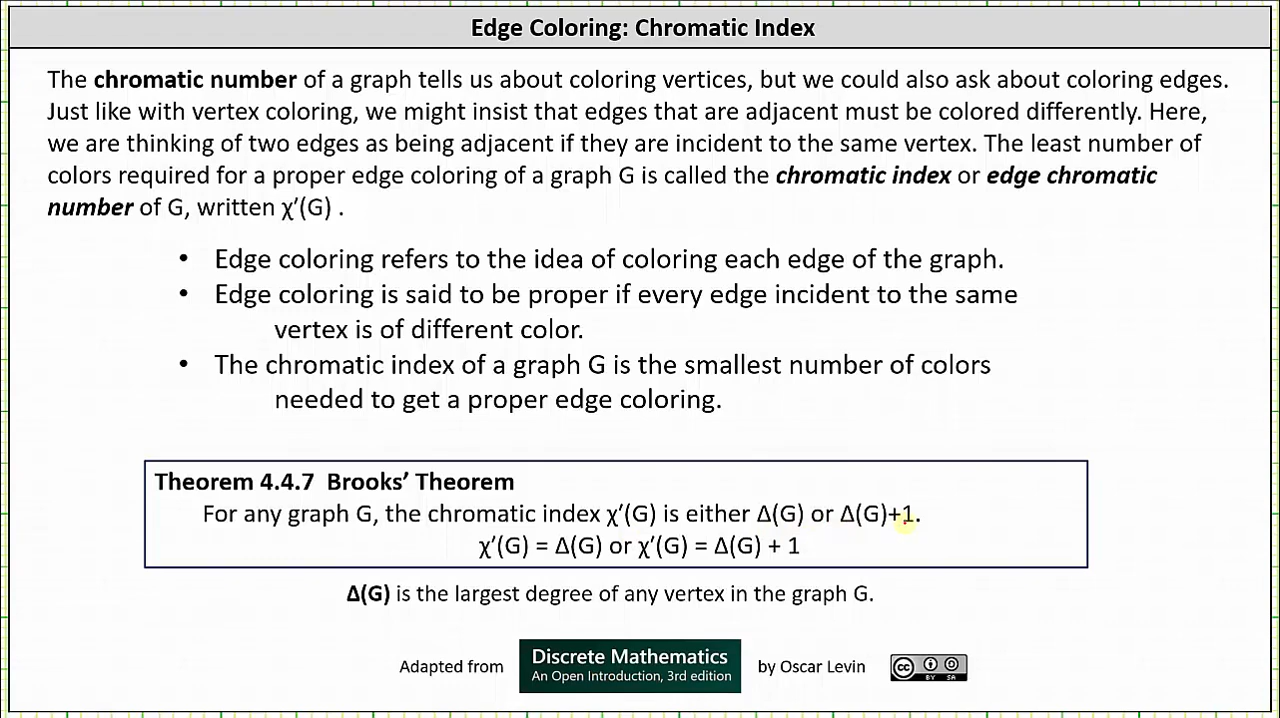 Edge Coloring: Chromatic Index
The chromatic number of a graph tells us about coloring vertices, but we could also ask about coloring edges.
Just like with vertex coloring, we might insist that edges that are adjacent must be colored differently. Here,
we are thinking of two edges as being adjacent if they are incident to the same vertex. The least number of
colors required for a proper edge coloring of a graph G is called the chromatic index or edge chromatic
number of G, written χ′(G) .
• Edge coloring refers to the idea of coloring each edge of the graph.
• Edge coloring is said to be proper if every edge incident to the same
vertex is of different color.
• The chromatic index of a graph G is the smallest number of colors
needed to get a proper edge coloring.
Theorem 4.4.7 Brooks’ Theorem
For any graph G, the chromatic index χ′(G) is either Δ(G) or Δ(G)+1.
χ′(G) = Δ(G) or χ′(G) = Δ(G) + 1
Δ(G) is the largest degree of any vertex in the graph G.
Adapted from Discrete Mathematics by Oscar Levin
An Open Introduction, 3rd edition
cc BY SA